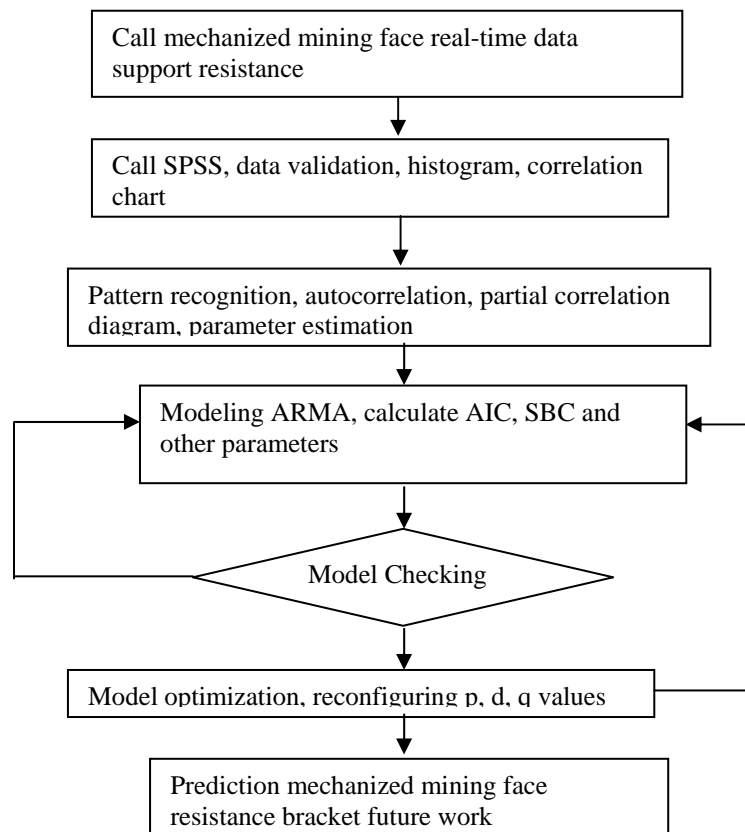 Call mechanized mining face real-time data
support resistance
Call SPSS, data validation, histogram, correlation
chart
Pattern recognition, autocorrelation, partial correlation
diagram, parameter estimation
Modeling ARMA, calculate AIC, SBC and
other parameters
Model Checking
Model optimization, reconfiguring p, d, q values
Prediction mechanized mining face
resistance bracket future work